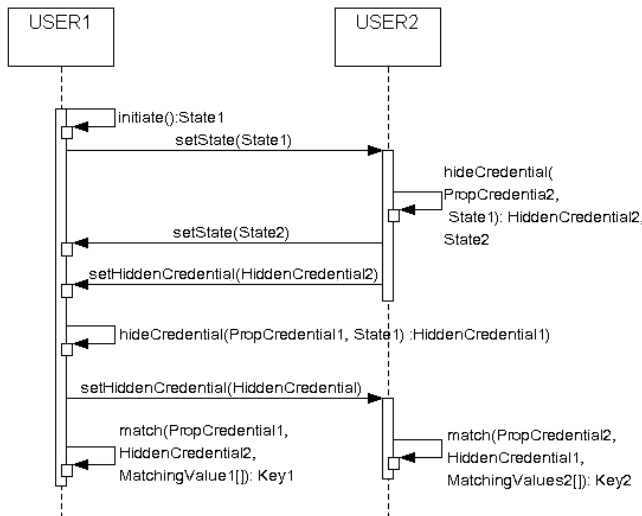 USER1
USER2
initiate():State1
setState(State1)
hideCredential(
PropCredentia2,
State1): HiddenCredential2,
State2
setState(State2)
setHiddenCredential(HiddenCredential2)
hideCredential(PropCredential1, State1) :HiddenCredential1)
setHiddenCredential(HiddenCredential)
match(PropCredential1,
HiddenCredential2,
MatchingValue1[]): Key1
match(PropCredential2,
HiddenCredential1,
MatchingValues2[]): Key2